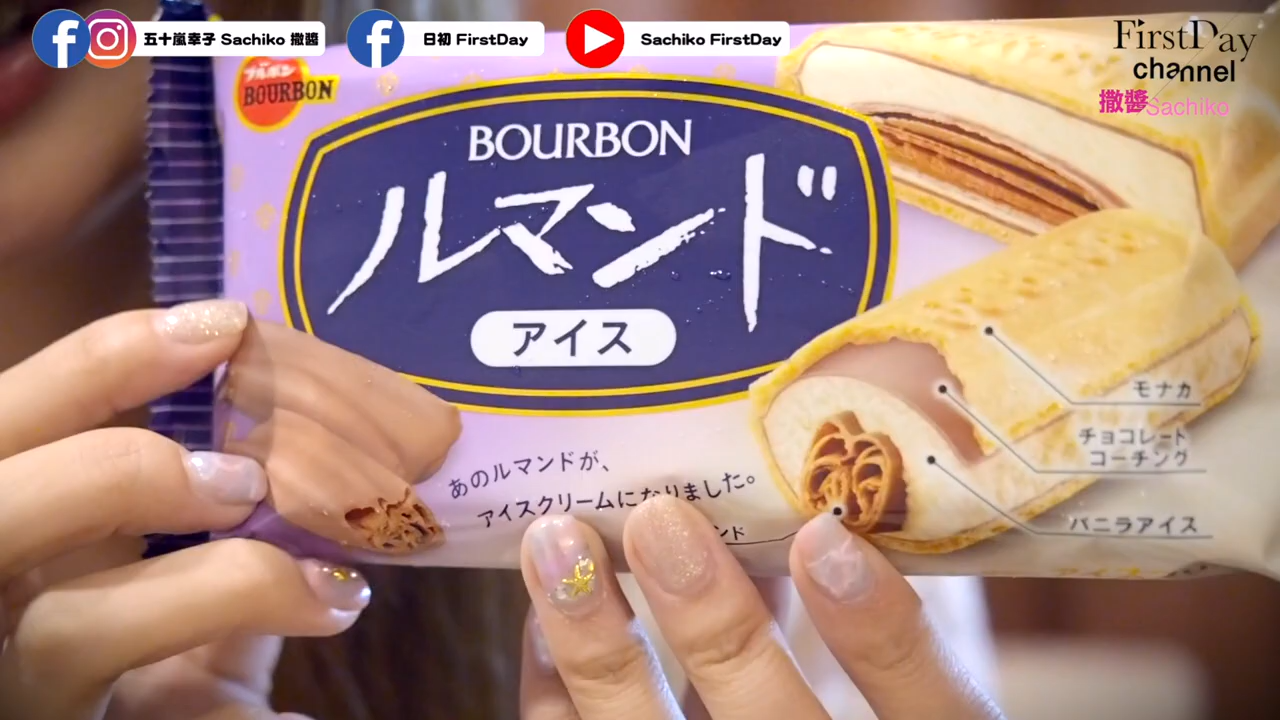 五十嵐幸子 Sachiko 撒醬
日初 FirstDay
Sachiko FirstDay
FirstDay
channel
撒醬Sachiko
ブルボン
BOURBON
BOURBON
ルマンド
アイス
モナカ
チョコレート
コーチング
バニラアイス
あのルマンドが、
アイスクリームになりました。
ンド